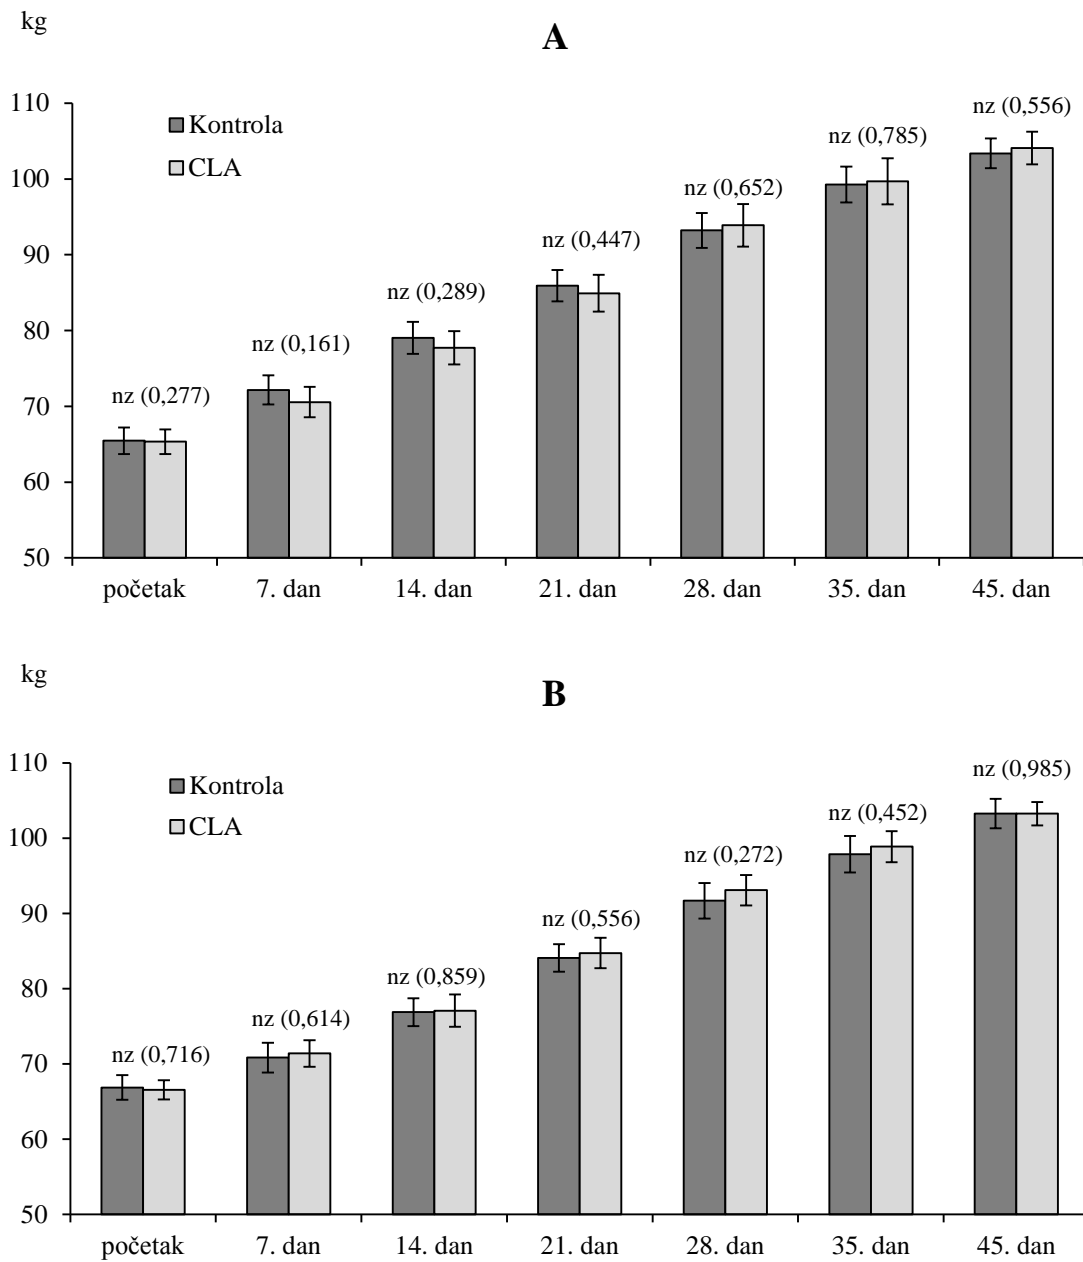 kg
A
110
100
90
80
70
60
50
Kontrola
CLA
nz (0,277)
nz (0,161)
nz (0,289)
nz (0,447)
nz (0,652)
nz (0,785)
nz (0,556)
početak 7. dan 14. dan 21. dan 28. dan 35. dan 45. dan
kg
B
110
100
90
80
70
60
50
Kontrola
CLA
nz (0,716)
nz (0,614)
nz (0,859)
nz (0,556)
nz (0,272)
nz (0,452)
nz (0,985)
početak 7. dan 14. dan 21. dan 28. dan 35. dan 45. dan